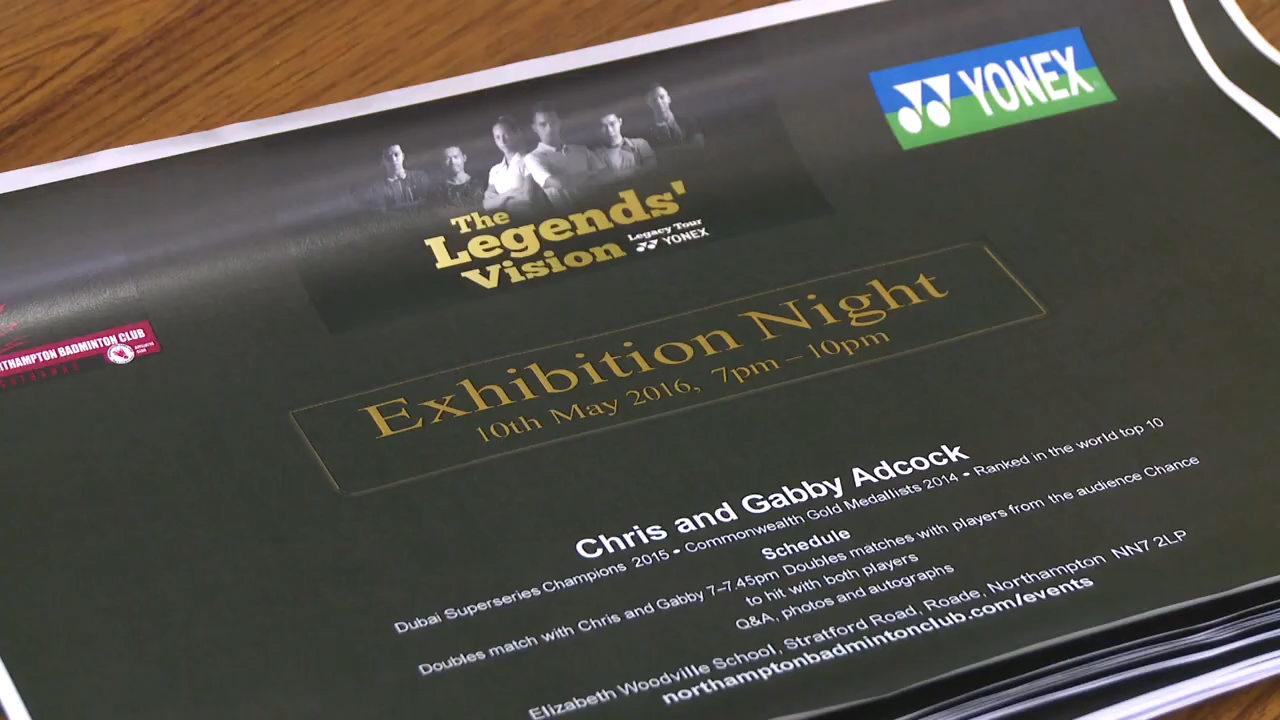 YONEX
The
Legends'
Vision
Legacy Tour
YONEX
BADMINTON CLUB
Exhibition Night
10th May 2016, 7pm – 10pm
Chris and Gabby Adcock
Dubai Superseries Champions 2015 • Commonwealth Gold Medallists 2014 • Ranked in the world top 10
Schedule
Doubles match with Chris and Gabby 7–7.45pm Doubles matches with players from the audience Chance
to hit with both players
Q&A, photos and autographs
Elizabeth Woodville School, Stratford Road, Roade, Northampton NN7 2LP
northamptonbadmintonclub.com/events